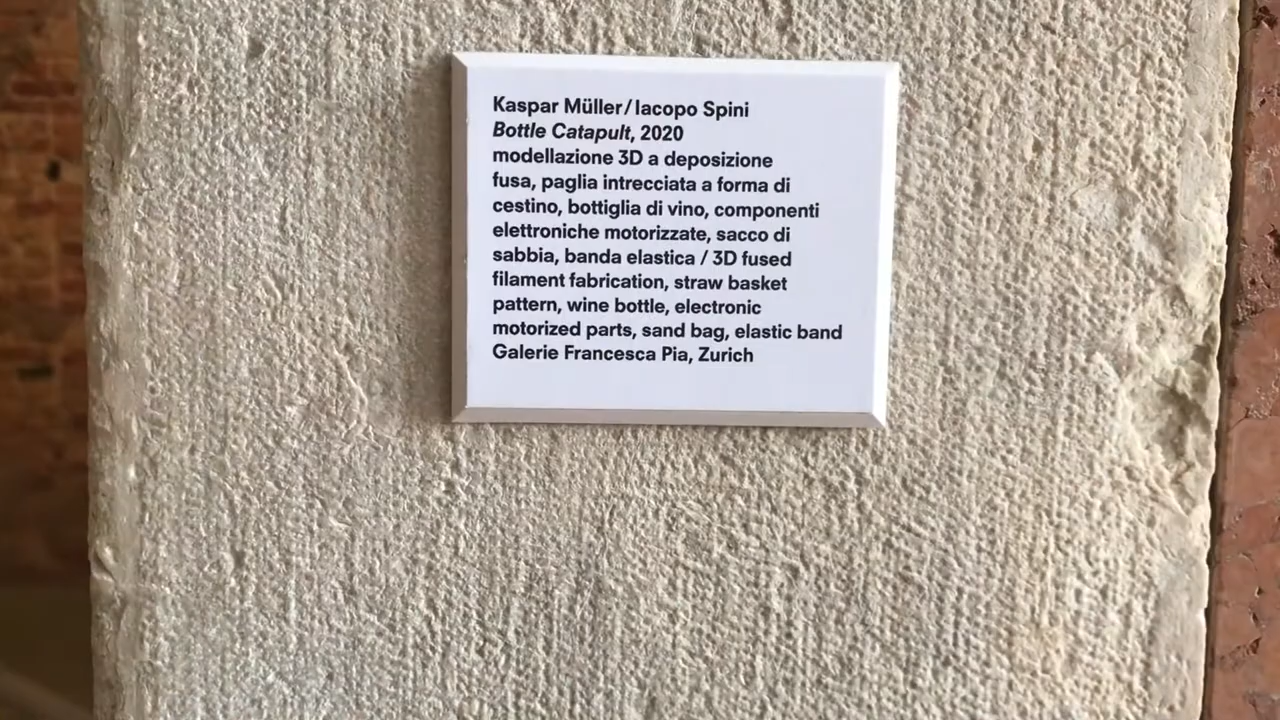 Kaspar Müller/Iacopo Spini
Bottle Catapult, 2020
modellazione 3D a deposizione
fusa, paglia intrecciata a forma di
cestino, bottiglia di vino, componenti
elettroniche motorizzate, sacco di
sabbia, banda elastica / 3D fused
filament fabrication, straw basket
pattern, wine bottle, electronic
motorized parts, sand bag, elastic band
Galerie Francesca Pia, Zurich